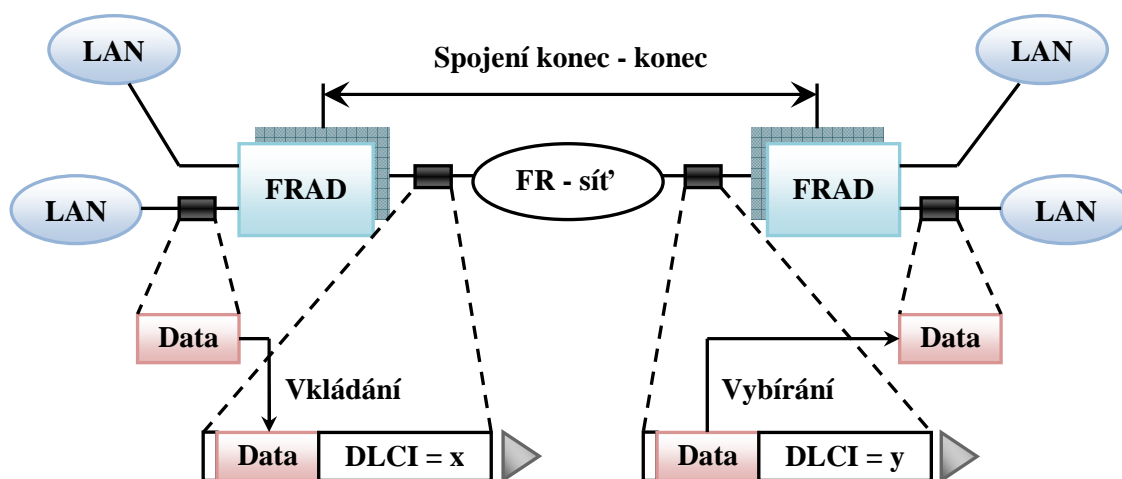 LAN
LAN
Spojení konec - konec
FRAD
FR - síť
FRAD
LAN
LAN
Data
Data
Vkládání
Vybírání
Data
DLCI = x
Data
DLCI = y